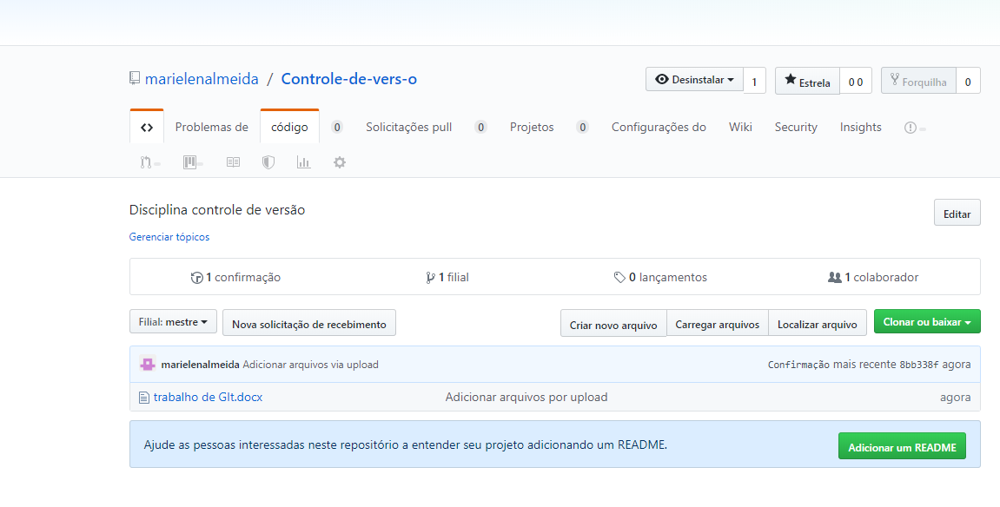 marielenalmeida / Controle-de-vers-o
Desinstalar 1 Estrela 0 0 Forquilha 0
<> Problemas de código 0 Solicitações pull 0 Projetos 0 Configurações do Wiki Security Insights
Disciplina controle de versão
Editar
Gerenciar tópicos
1 confirmação 1 filial 0 lançamentos 1 colaborador
Filial: mestre Nova solicitação de recebimento Criar novo arquivo Carregar arquivos Localizar arquivo Clonar ou baixar
marielenalmeida Adicionar arquivos via upload Confirmação mais recente 8bb338f agora
trabalho de GIt.docx Adicionar arquivos por upload agora
Ajude as pessoas interessadas neste repositório a entender seu projeto adicionando um README. Adicionar um README